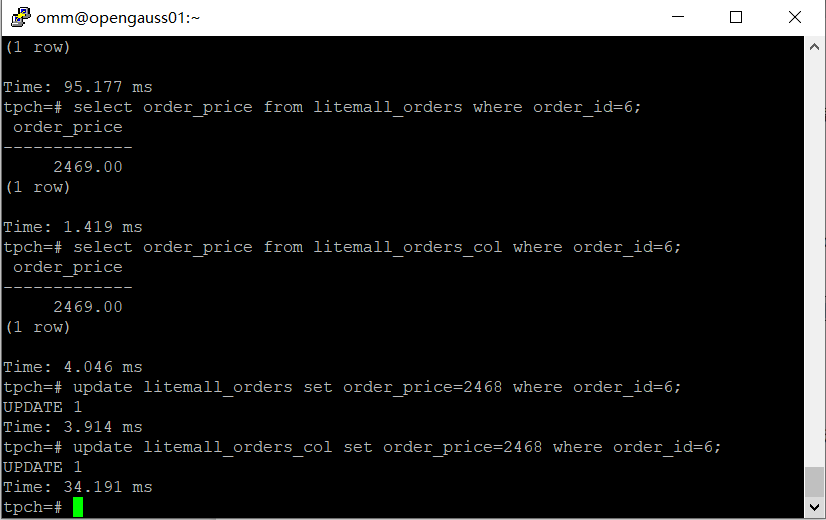 omm@opengauss01:~
(1 row)
Time: 95.177 ms
tpch=# select order_price from litemall_orders where order_id=6;
order_price
-------------
2469.00
(1 row)
Time: 1.419 ms
tpch=# select order_price from litemall_orders_col where order_id=6;
order_price
-------------
2469.00
(1 row)
Time: 4.046 ms
tpch=# update litemall_orders set order_price=2468 where order_id=6;
UPDATE 1
Time: 3.914 ms
tpch=# update litemall_orders_col set order_price=2468 where order_id=6;
UPDATE 1
Time: 34.191 ms
tpch=#